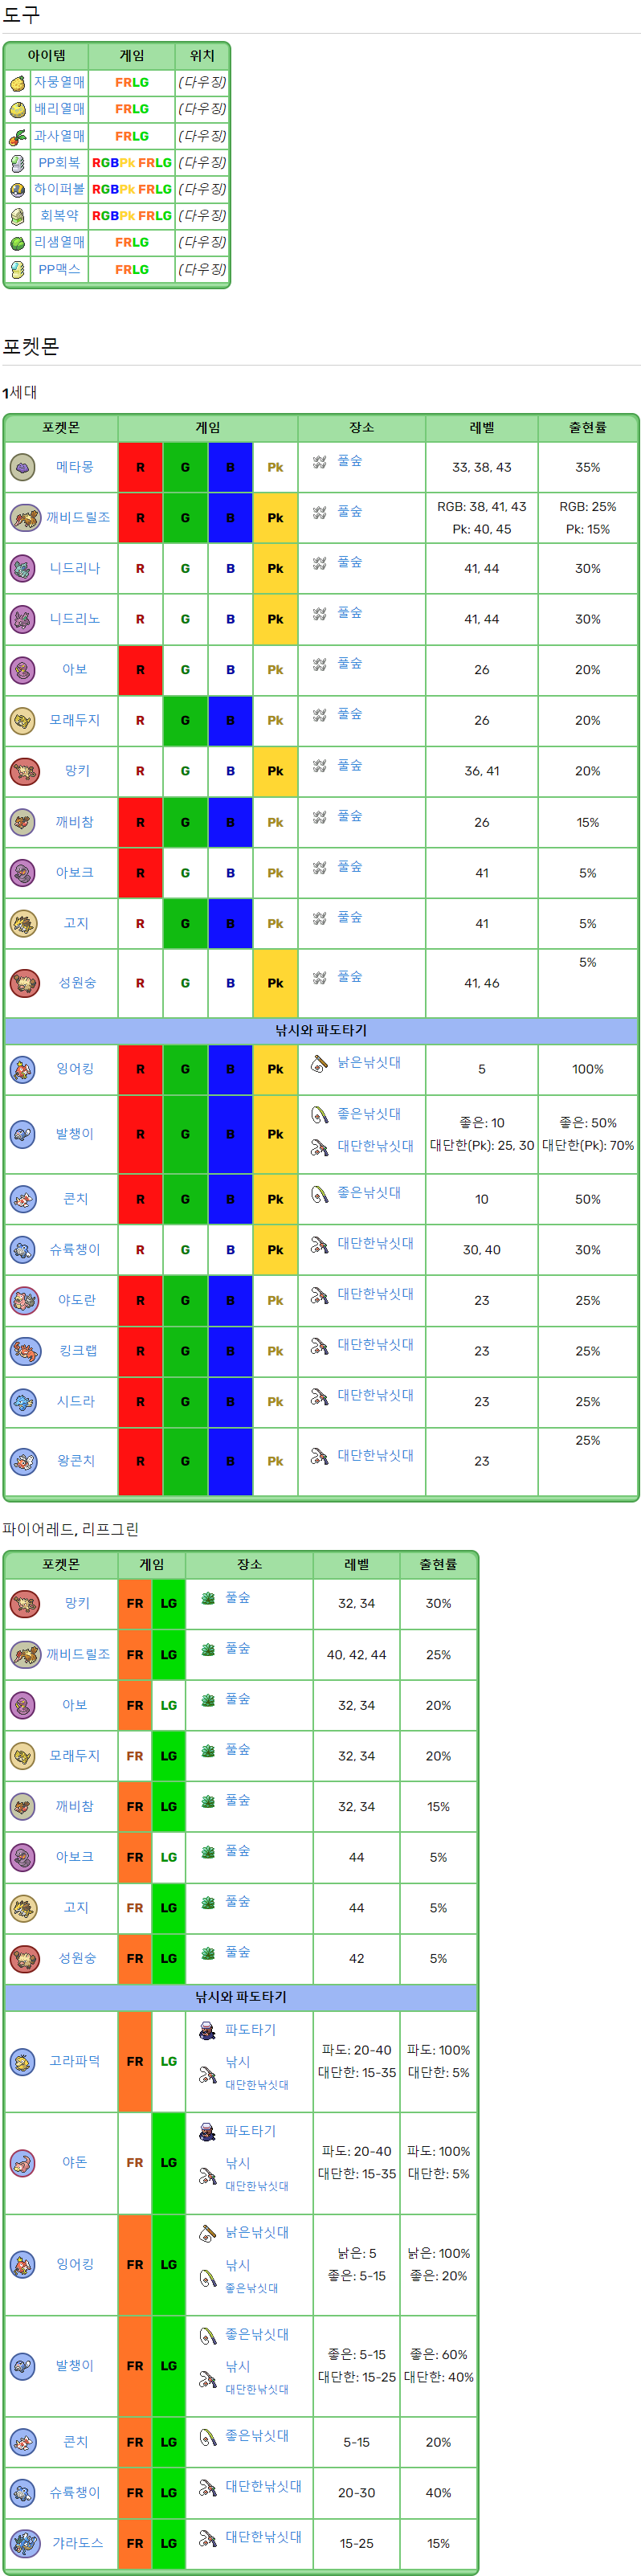 도구
아이템 게임 위치
자뭉열매 FRLG (다우징)
배리열매 FRLG (다우징)
과사열매 FRLG (다우징)
PP회복 RGBPk FRLG (다우징)
하이퍼볼 RGBPk FRLG (다우징)
회복약 RGBPk FRLG (다우징)
리샘열매 FRLG (다우징)
PP맥스 FRLG (다우징)
포켓몬
1세대
포켓몬 게임 장소 레벨 출현률
메타몽 R G B Pk 풀숲 33, 38, 43 35%
깨비드릴조 R G B Pk 풀숲 RGB: 38, 41, 43 RGB: 25%
Pk: 40, 45 Pk: 15%
니드리나 R G B Pk 풀숲 41, 44 30%
니드리노 R G B Pk 풀숲 41, 44 30%
아보 R G B Pk 풀숲 26 20%
모래두지 R G B Pk 풀숲 26 20%
망키 R G B Pk 풀숲 36, 41 20%
깨비참 R G B Pk 풀숲 26 15%
아보크 R G B Pk 풀숲 41 5%
고지 R G B Pk 풀숲 41 5%
성원숭 R G B Pk 풀숲 41, 46 5%
낚시와 파도타기
잉어킹 R G B Pk 낡은낚싯대 5 100%
발챙이 R G B Pk 좋은낚싯대 좋은: 10 좋은: 50%
대단한낚싯대 대단한(Pk): 25, 30 대단한(Pk): 70%
콘치 R G B Pk 좋은낚싯대 10 50%
슈륙챙이 R G B Pk 대단한낚싯대 30, 40 30%
야도란 R G B Pk 대단한낚싯대 23 25%
킹크랩 R G B Pk 대단한낚싯대 23 25%
시드라 R G B Pk 대단한낚싯대 23 25%
왕콘치 R G B Pk 대단한낚싯대 23 25%
파이어레드, 리프그린
포켓몬 게임 장소 레벨 출현률
망키 FR LG 풀숲 32, 34 30%
깨비드릴조 FR LG 풀숲 40, 42, 44 25%
아보 FR LG 풀숲 32, 34 20%
모래두지 FR LG 풀숲 32, 34 20%
깨비참 FR LG 풀숲 32, 34 15%
아보크 FR LG 풀숲 44 5%
고지 FR LG 풀숲 44 5%
성원숭 FR LG 풀숲 42 5%
낚시와 파도타기
고라파덕 FR LG 파도타기 파도: 20-40 파도: 100%
낚시 대단한: 15-35 대단한: 5%
대단한낚싯대
야돈 FR LG 파도타기 파도: 20-40 파도: 100%
낚시 대단한: 15-35 대단한: 5%
대단한낚싯대
잉어킹 FR LG 낡은낚싯대 낡은: 5 낡은: 100%
낚시 좋은: 5-15 좋은: 20%
좋은낚싯대
발챙이 FR LG 좋은낚싯대 좋은: 5-15 좋은: 60%
낚시 대단한: 15-25 대단한: 40%
대단한낚싯대
콘치 FR LG 좋은낚싯대 5-15 20%
슈륙챙이 FR LG 대단한낚싯대 20-30 40%
갸라도스 FR LG 대단한낚싯대 15-25 15%